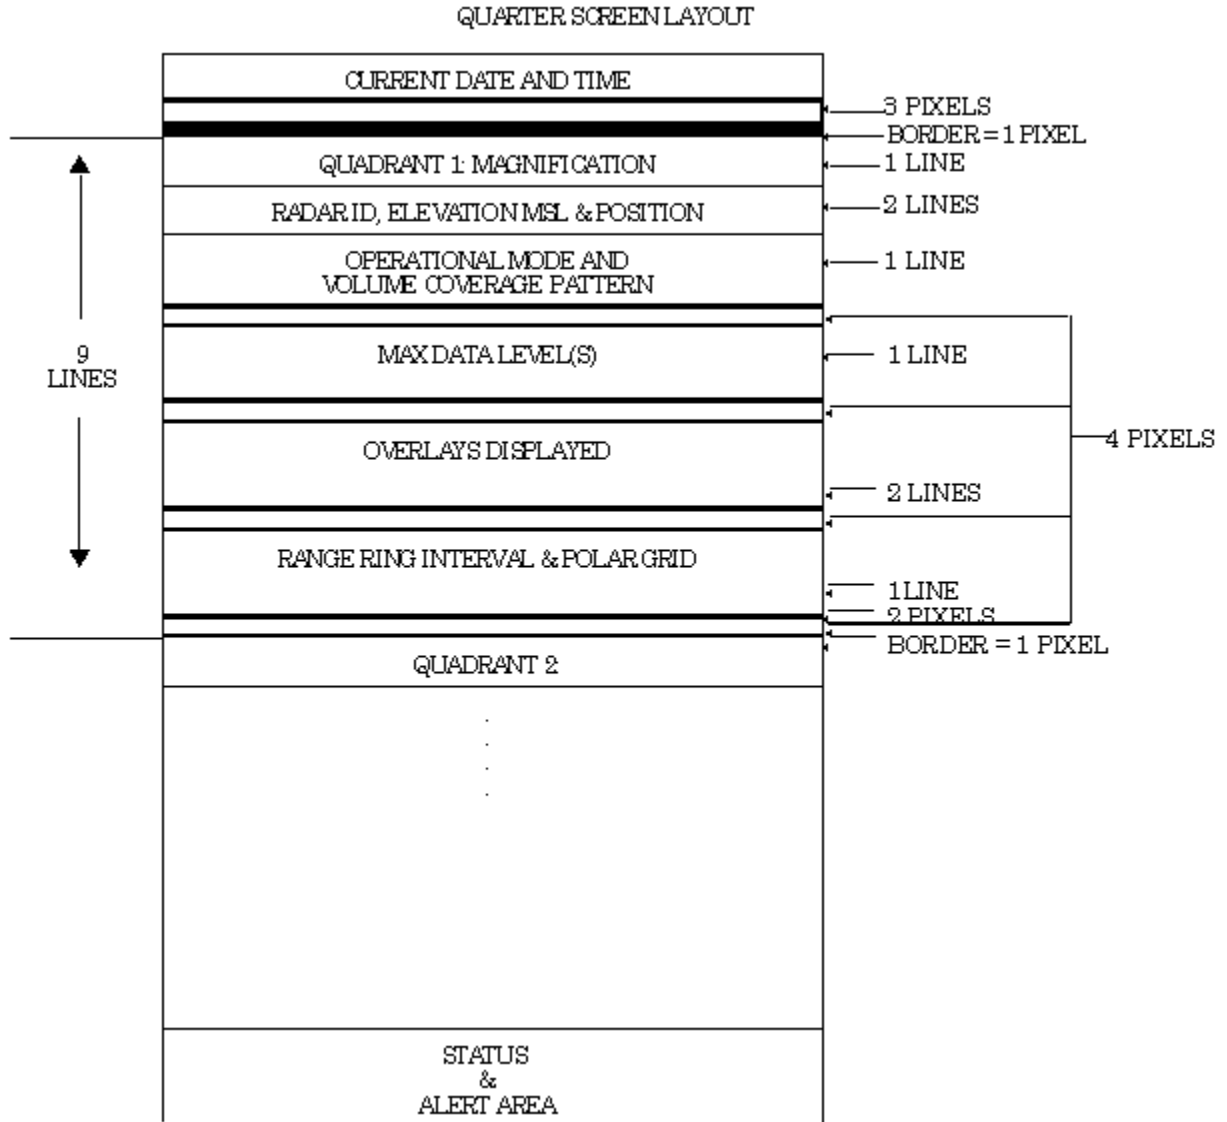 QUARTER SCREEN LAYOUT
CURRENT DATE AND TIME
3 PIXELS
BORDER = 1 PIXEL
QUADRANT 1: MAGNIFICATION
1 LINE
RADAR ID, ELEVATION MSL & POSITION
2 LINES
OPERATIONAL MODE AND
VOLUME COVERAGE PATTERN
1 LINE
9
LINES
MAX DATA LEVEL(S)
1 LINE
4 PIXELS
OVERLAYS DISPLAYED
2 LINES
RANGE RING INTERVAL & POLAR GRID
1 LINE
2 PIXELS
BORDER = 1 PIXEL
QUADRANT 2
.
.
.
.
STATUS
&
ALERT AREA